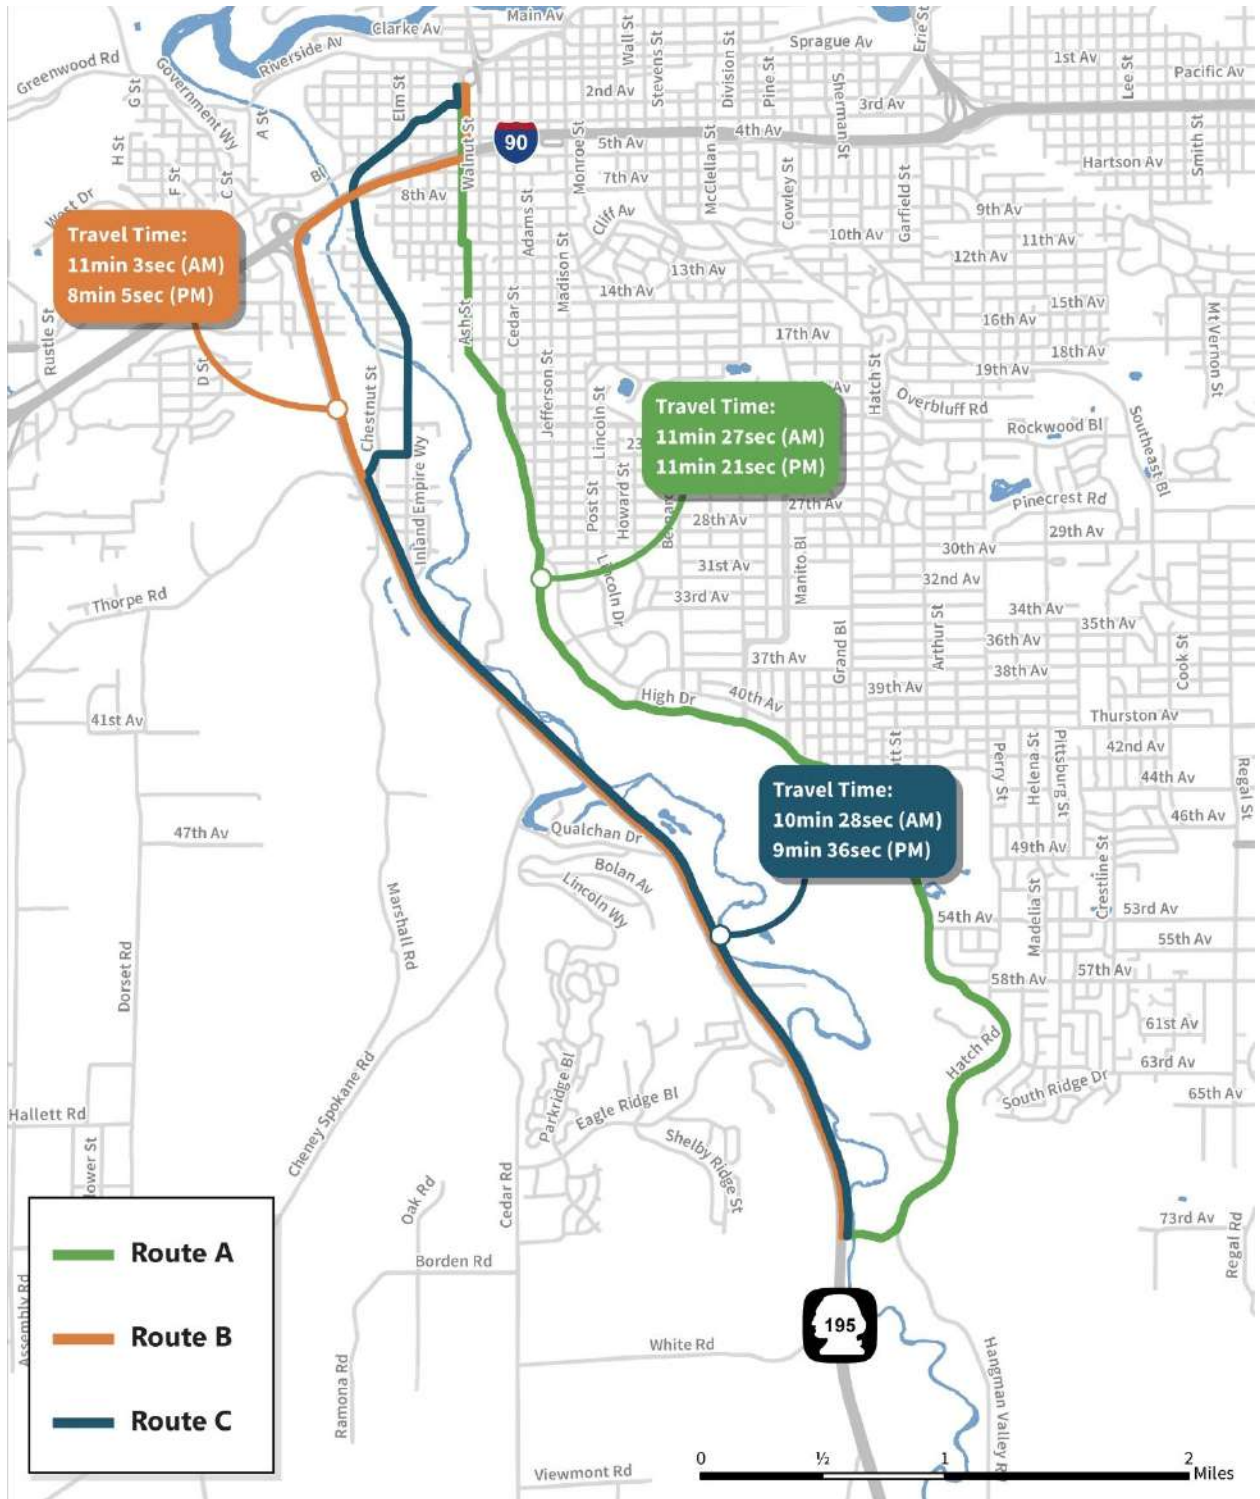 Main Av
Clarke Av
Riverside Av
Greenwood Rd
Government Wy
G St
A St
H St
F St
C St
Elm St
Wall St
Stevens St
Division St
Pine St
Sprague Av
Erie St
1st Av
Lee St
Pacific Av
2nd Av
3rd Av
Sherman St
4th Av
90
5th Av
Walnut St
Monroe St
McClellan St
Hartson Av
Smith St
Bl
7th Av
8th Av
Cowley St
Garfield St
West Dr
Adams St
Cliff Av
9th Av
10th Av
11th Av
12th Av
Travel Time:
11min 3sec (AM)
8min 5sec (PM)
Madison St
13th Av
14th Av
15th Av
16th Av
17th Av
18th Av
19th Av
Mt Vernon St
Rustle St
D St
Ash St
Cedar St
Jefferson St
Lincoln St
Hatch St
Overbluff Rd
Rockwood Bl
Southeast Bl
Travel Time:
11min 27sec (AM)
11min 21sec (PM)
Av
23
Chestnut St
Inland Empire Wy
Post St
Howard St
27th Av
28th Av
Pinecrest Rd
29th Av
30th Av
31st Av
32nd Av
33rd Av
Manito Bl
Lincoln Dr
Thorpe Rd
34th Av
35th Av
36th Av
37th Av
38th Av
39th Av
40th Av
Grand Bl
Arthur St
Cook St
High Dr
41st Av
Thurston Av
42nd Av
44th Av
46th Av
Perry St
Helena St
Pittsburg St
Regal St
Travel Time:
10min 28sec (AM)
9min 36sec (PM)
47th Av
Qualchan Dr
Bolan Av
Lincoln Wy
49th Av
Crestline St
Madelia St
53rd Av
54th Av
55th Av
57th Av
58th Av
Marshall Rd
Dorset Rd
61st Av
63rd Av
65th Av
Hatch Rd
South Ridge Dr
Cheney Spokane Rd
Parkridge Bl
Eagle Ridge Bl
Shelby Ridge St
Hallett Rd
Cedar Rd
Oak Rd
73rd Av
Regal Rd
Borden Rd
Assembly Rd
Route A
Route B
Route C
195
White Rd
Ramona Rd
Hangman Valley R
Viewmont Rd
0 ½ 1 2
Miles